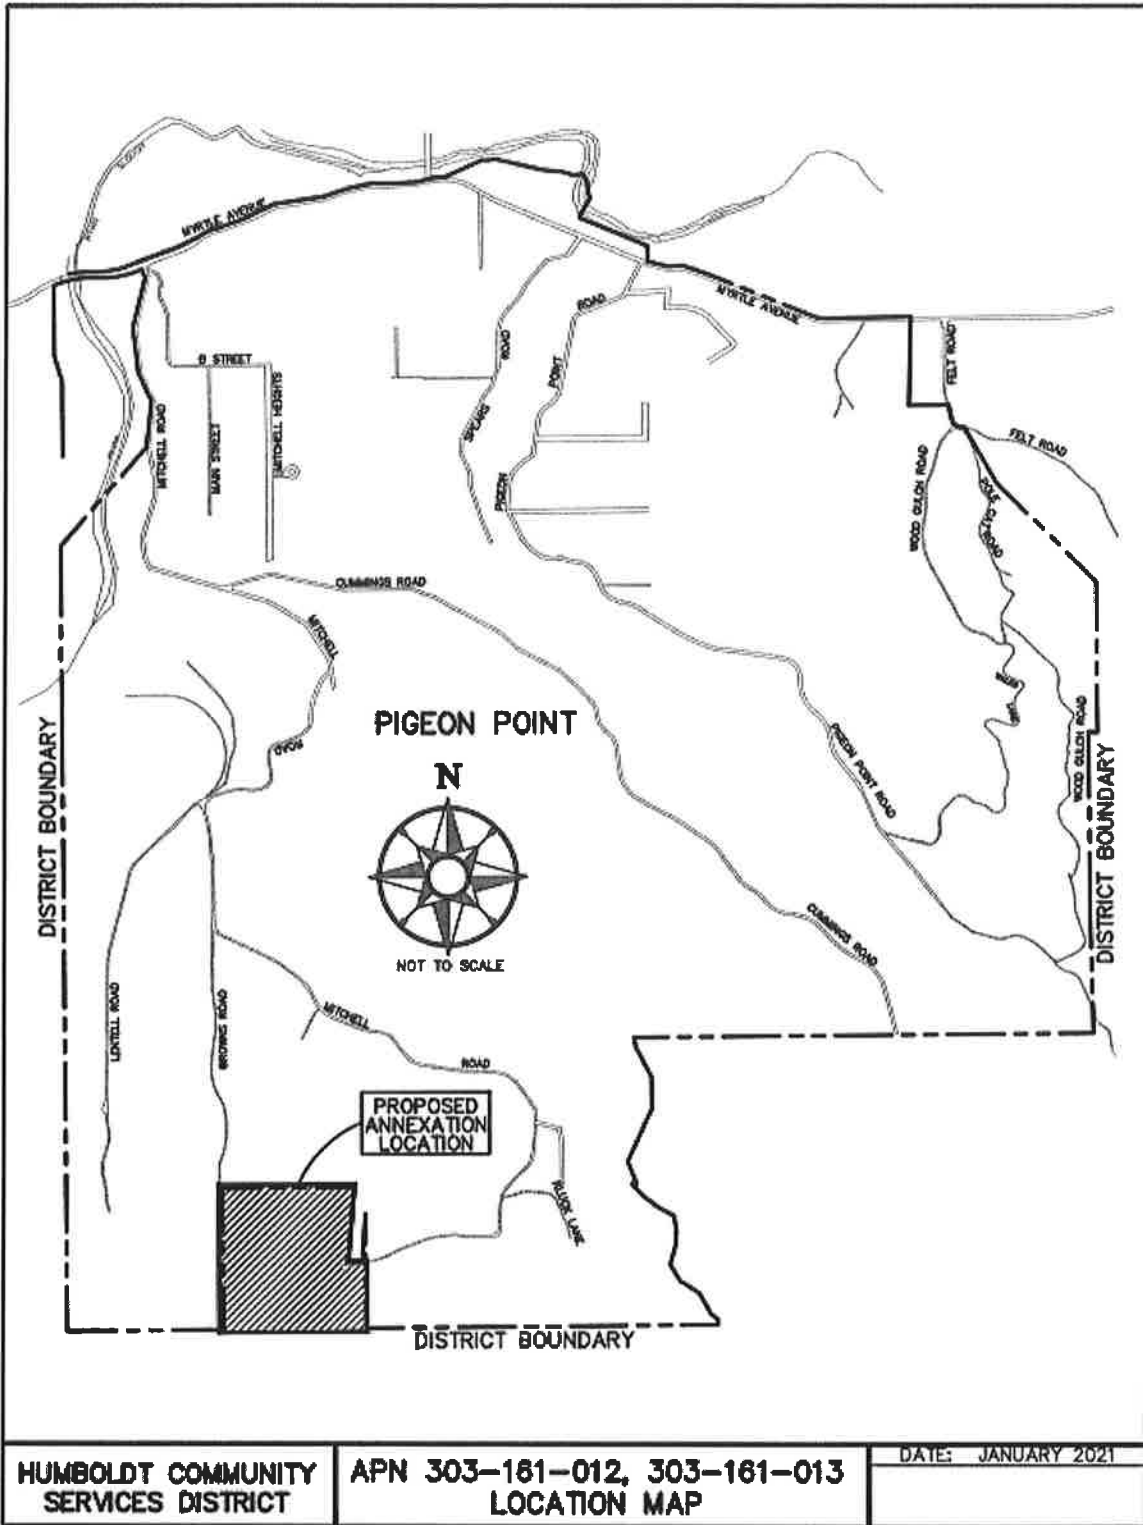 MYRTLE AVENUE
MYRTLE AVENUE
B STREET
MAIN STREET
MITCHELL HEIGHTS
MITCHELL ROAD
SPEARS
ROAD
PIGEON
POINT
ROAD
FELT ROAD
FELT ROAD
WOOD GULCH ROAD
POLE CAT ROAD
CUMMINGS ROAD
MITCHELL
ROAD
LANE
WOOD GULCH ROAD
PIGEON POINT
N
NOT TO SCALE
PIGEON POINT ROAD
CUMMINGS ROAD
DISTRICT BOUNDARY
DISTRICT BOUNDARY
LENTELL ROAD
BROWNS ROAD
MITCHELL
ROAD
KLUCK LANE
PROPOSED
ANNEXATION
LOCATION
DISTRICT BOUNDARY
HUMBOLDT COMMUNITY
SERVICES DISTRICT
APN 303-161-012, 303-161-013
LOCATION MAP
DATE: JANUARY 2021